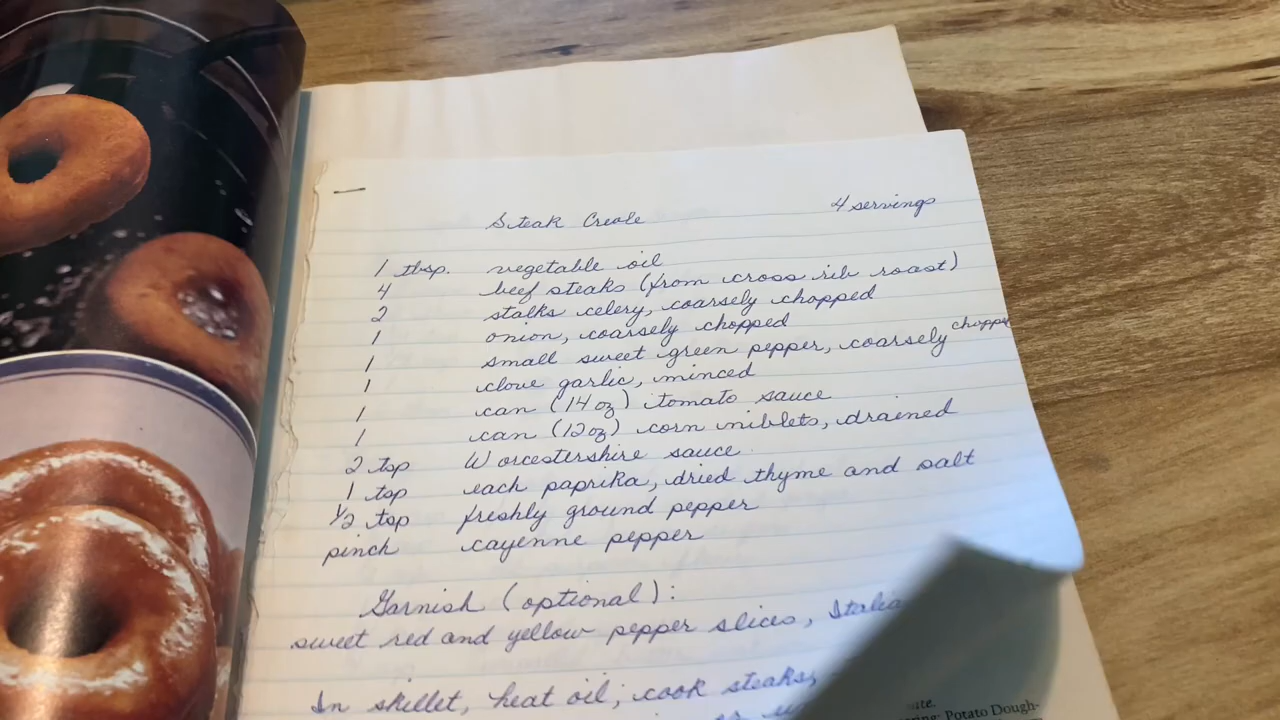 Steak Creole 4 servings
1 tbsp. vegetable oil
4 beef steaks (from cross rib roast)
2 stalks celery, coarsely chopped
1 onion, coarsely chopped
1 small sweet green pepper, coarsely
1 clove garlic, minced
1 can (14 oz) tomato sauce
1 can (12 oz) corn niblets, drained
2 tsp Worcestershire sauce
1 tsp each paprika, dried thyme and salt
1/2 tsp freshly ground pepper
pinch cayenne pepper
Garnish (optional):
sweet red and yellow pepper slices,
In skillet, heat oil; cook steaks,
Potato Dough-